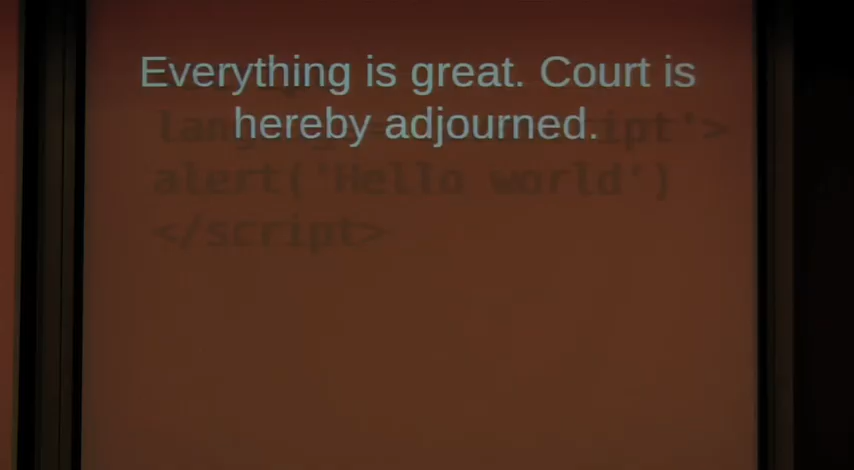 Everything is great. Court is
hereby adjourned.
alert('Hello world')
</script>